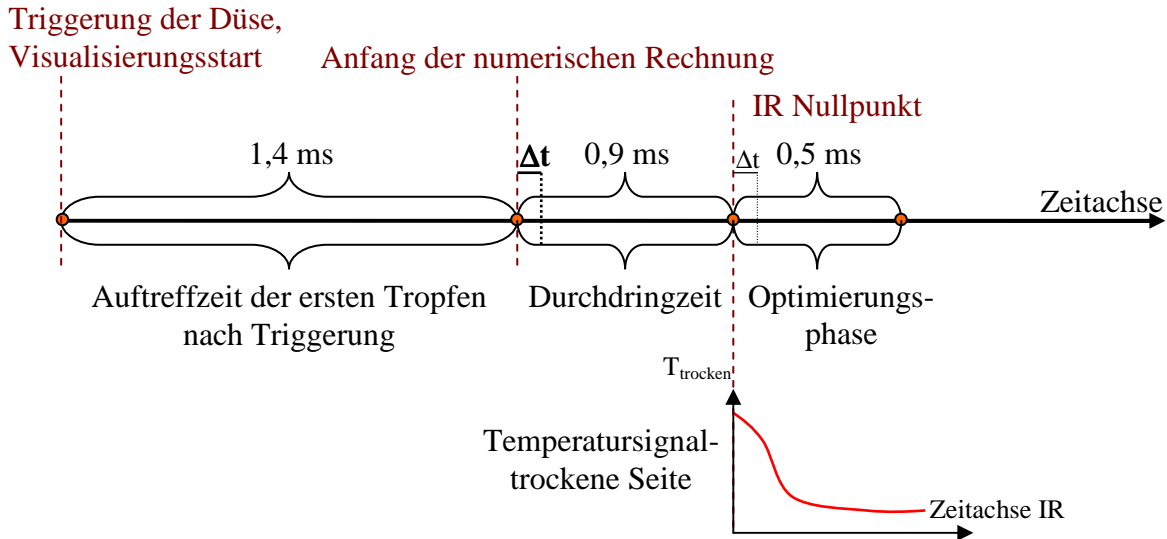 Triggerung der Düse,
Visualisierungsstart
Anfang der numerischen Rechnung
IR Nullpunkt
1,4 ms
Δt
0,9 ms
Δt
0,5 ms
Zeitachse
Auftreffzeit der ersten Tropfen
nach Triggerung
Durchdringzeit
Optimierungs-
phase
Ttrocken
Temperatursignal-
trockene Seite
Zeitachse IR